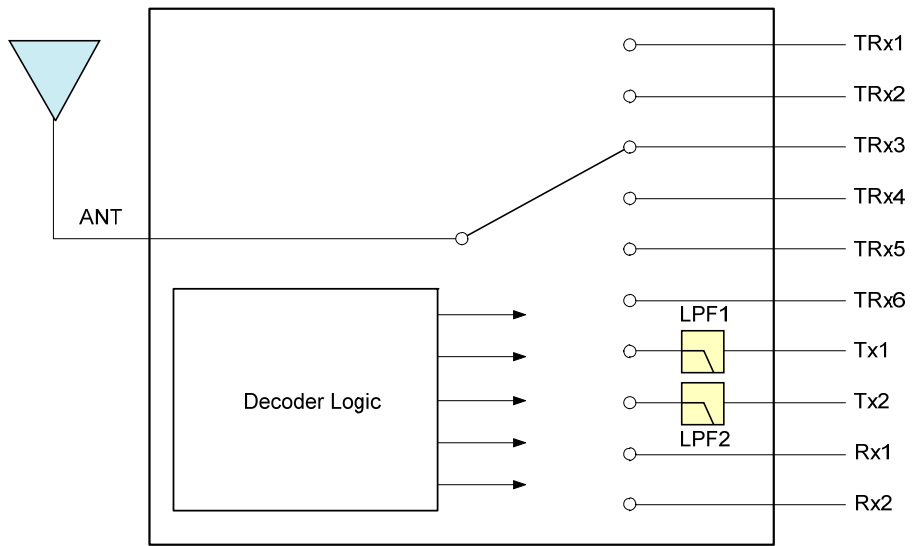 TRx1
TRx2
TRx3
TRx4
ANT
TRx5
TRx6
LPF1
Tx1
Decoder Logic
Tx2
LPF2
Rx1
Rx2